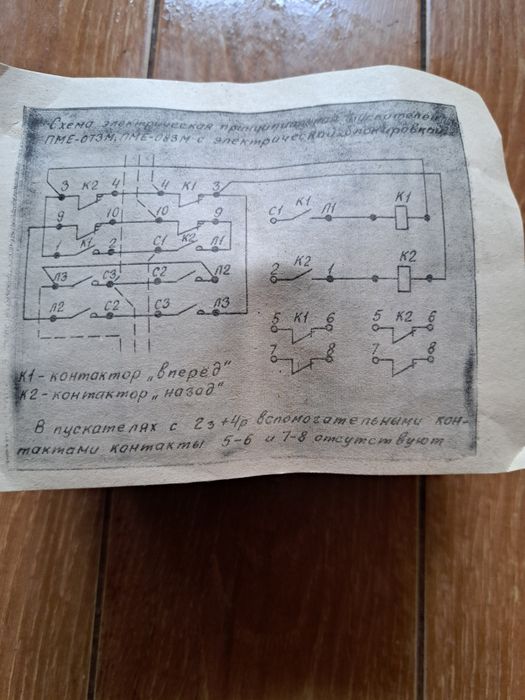 Схема электрическая принципиальная пускателей
ПМЕ-073М, ПМЕ-083М с электрической блокировкой
3 К2 4 4 К1 3
9 10 10 9
1 К1 2 С1 К2 Л1
Л3 С3 С2 Л2
Л2 С2 С3 Л3
С1 К1 Л1 К1
2 К2 1 К2
5 К1 6 5 К2 6
7 8 7 8
К1 - контактор „вперёд"
К2 - контактор „назад"
В пускателях с 2з+4р вспомогательными кон-
тактами контакты 5-6 и 7-8 отсутствуют